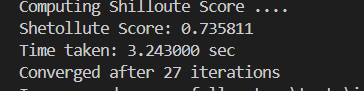 Computing Shilloute Score ....
Shetollute Score: 0.735811
Time taken: 3.243000 sec
Converged after 27 iterations